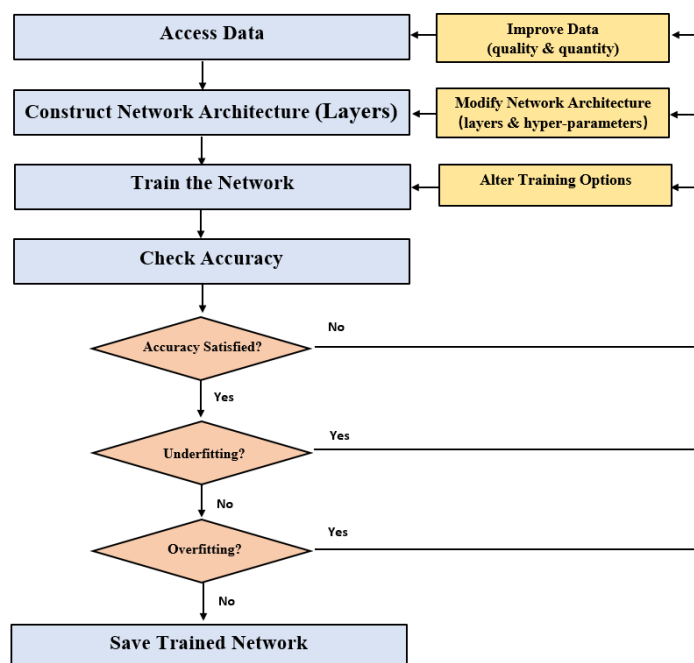 Access Data
Improve Data
(quality & quantity)
Construct Network Architecture (Layers)
Modify Network Architecture
(layers & hyper-parameters)
Train the Network
Alter Training Options
Check Accuracy
Accuracy Satisfied?
No
Yes
Underfitting?
Yes
No
Overfitting?
Yes
No
Save Trained Network